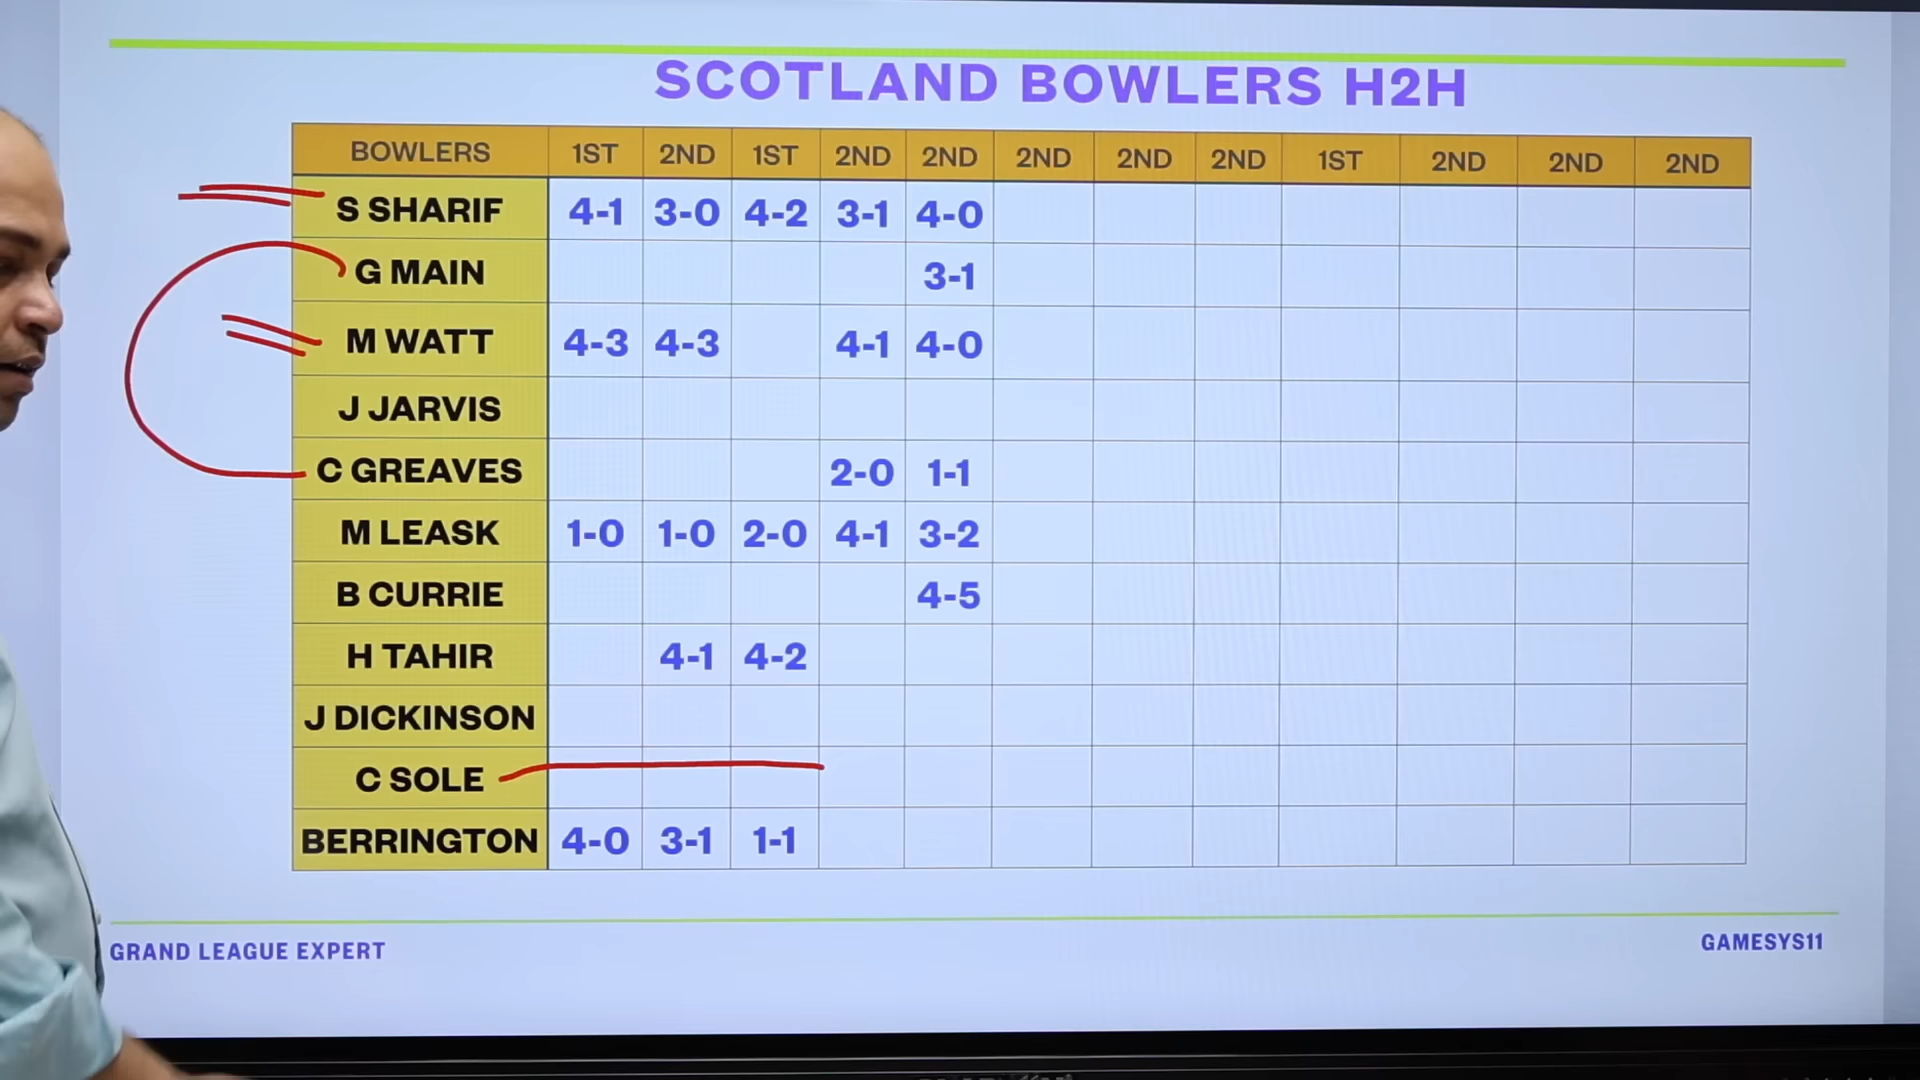 SCOTLAND BOWLERS H2H
BOWLERS 1ST 2ND 1ST 2ND 2ND 2ND 2ND 2ND 1ST 2ND 2ND 2ND
S SHARIF 4-1 3-0 4-2 3-1 4-0
G MAIN 3-1
M WATT 4-3 4-3 4-1 4-0
J JARVIS
C GREAVES 2-0 1-1
M LEASK 1-0 1-0 2-0 4-1 3-2
B CURRIE 4-5
H TAHIR 4-1 4-2
J DICKINSON
C SOLE
BERRINGTON 4-0 3-1 1-1
GRAND LEAGUE EXPERT GAMESYS11